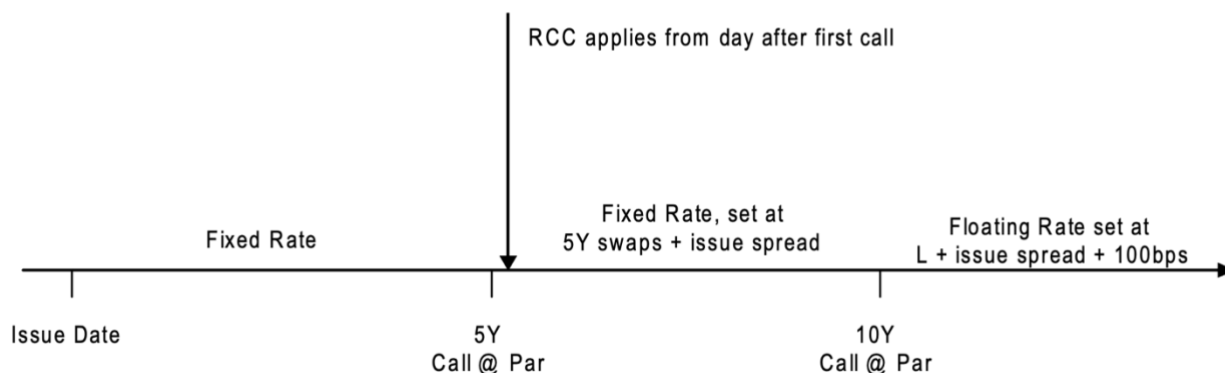 RCC applies from day after first call
Fixed Rate
Fixed Rate, set at
5Y swaps + issue spread
Floating Rate set at
L + issue spread + 100bps
Issue Date
5Y
Call @ Par
10Y
Call @ Par